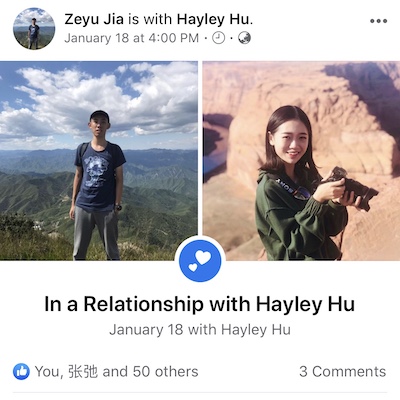 Zeyu Jia is with Hayley Hu.
January 18 at 4:00 PM · ·
In a Relationship with Hayley Hu
January 18 with Hayley Hu
You, 张弛 and 50 others
3 Comments